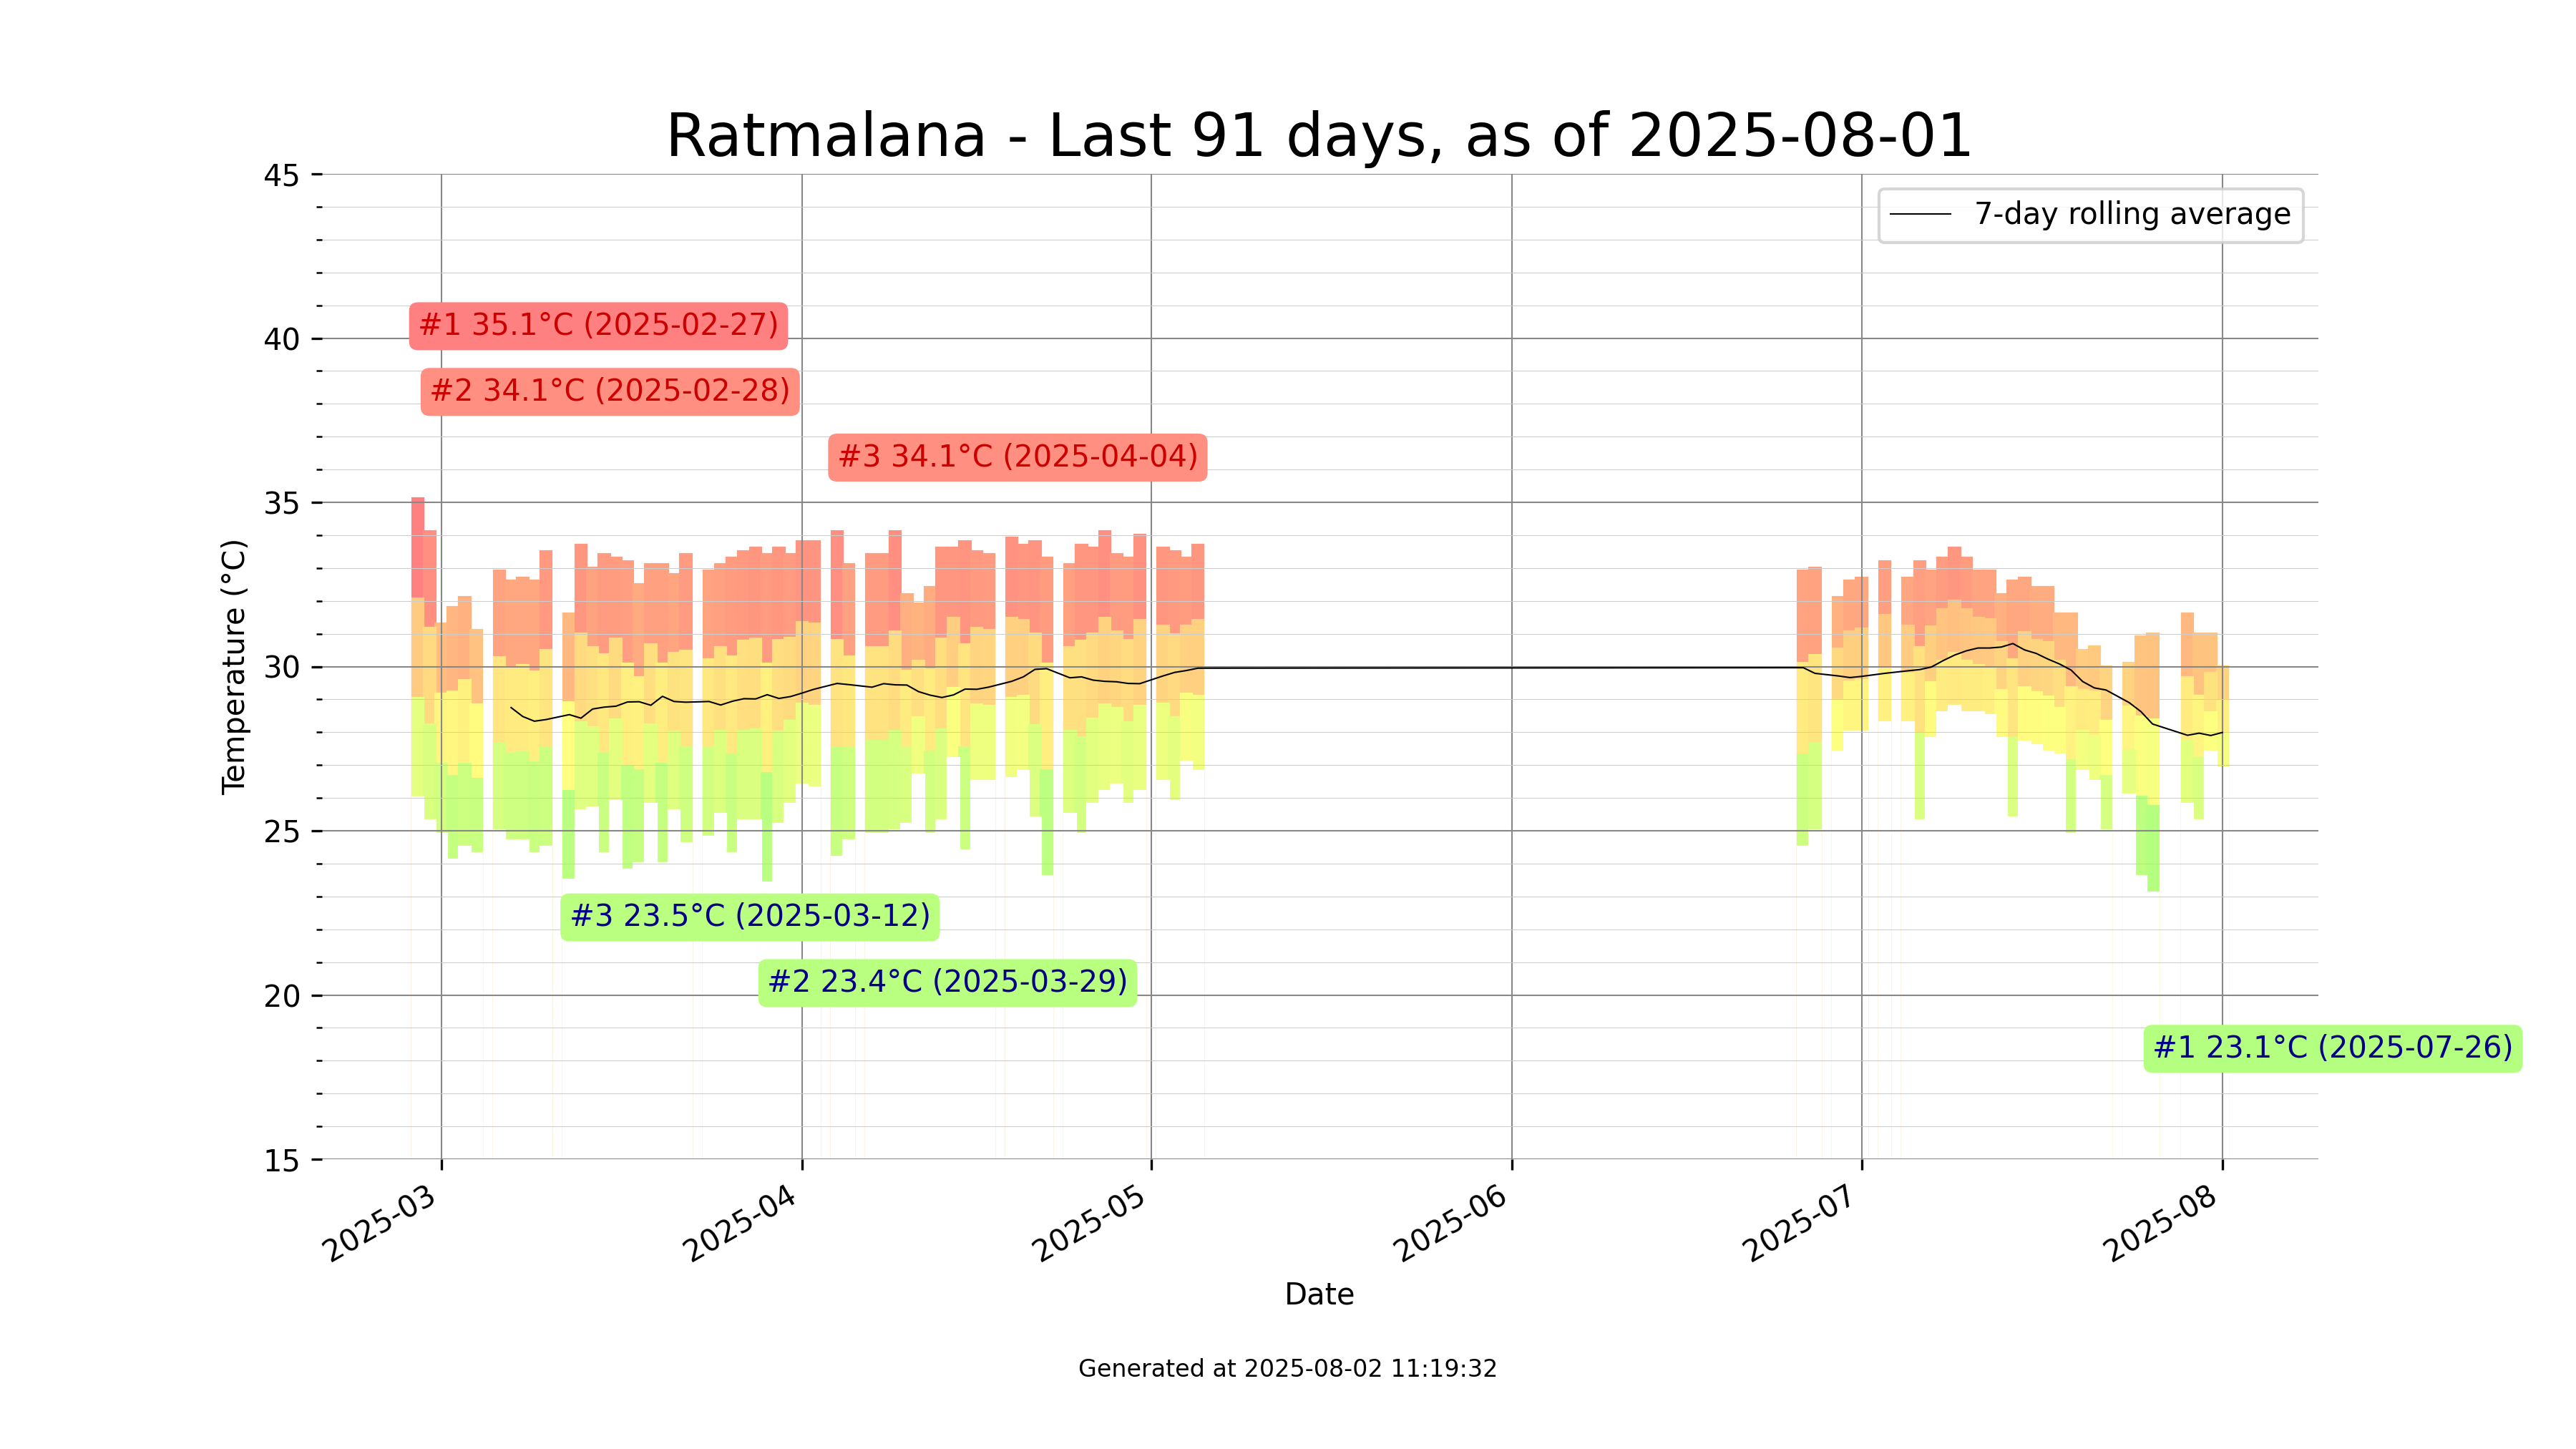 Ratmalana - Last 91 days, as of 2025-08-01
45
40
35
30
25
20
15
Temperature (°C)
7-day rolling average
#1 35.1°C (2025-02-27)
#2 34.1°C (2025-02-28)
#3 34.1°C (2025-04-04)
#3 23.5°C (2025-03-12)
#2 23.4°C (2025-03-29)
#1 23.1°C (2025-07-26)
2025-03
2025-04
2025-05
2025-06
2025-07
2025-08
Date
Generated at 2025-08-02 11:19:32